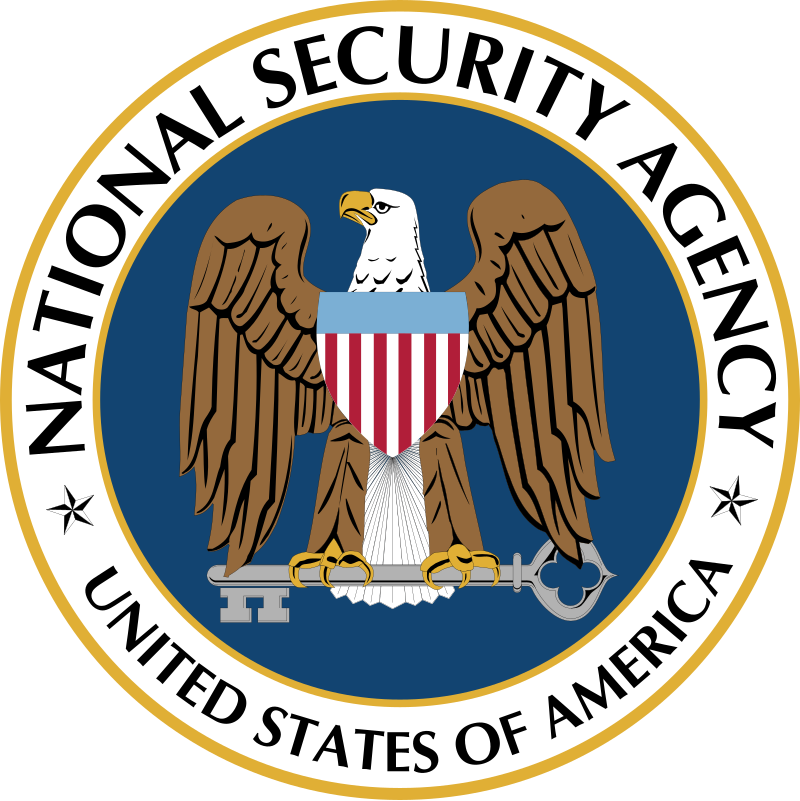 NATIONAL SECURITY AGENCY
UNITED STATES OF AMERICA